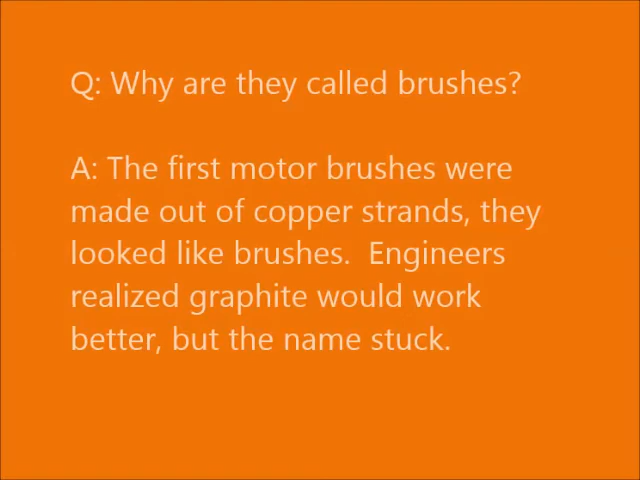 Q: Why are they called brushes?
A: The first motor brushes were
made out of copper strands, they
looked like brushes.  Engineers
realized graphite would work
better, but the name stuck.